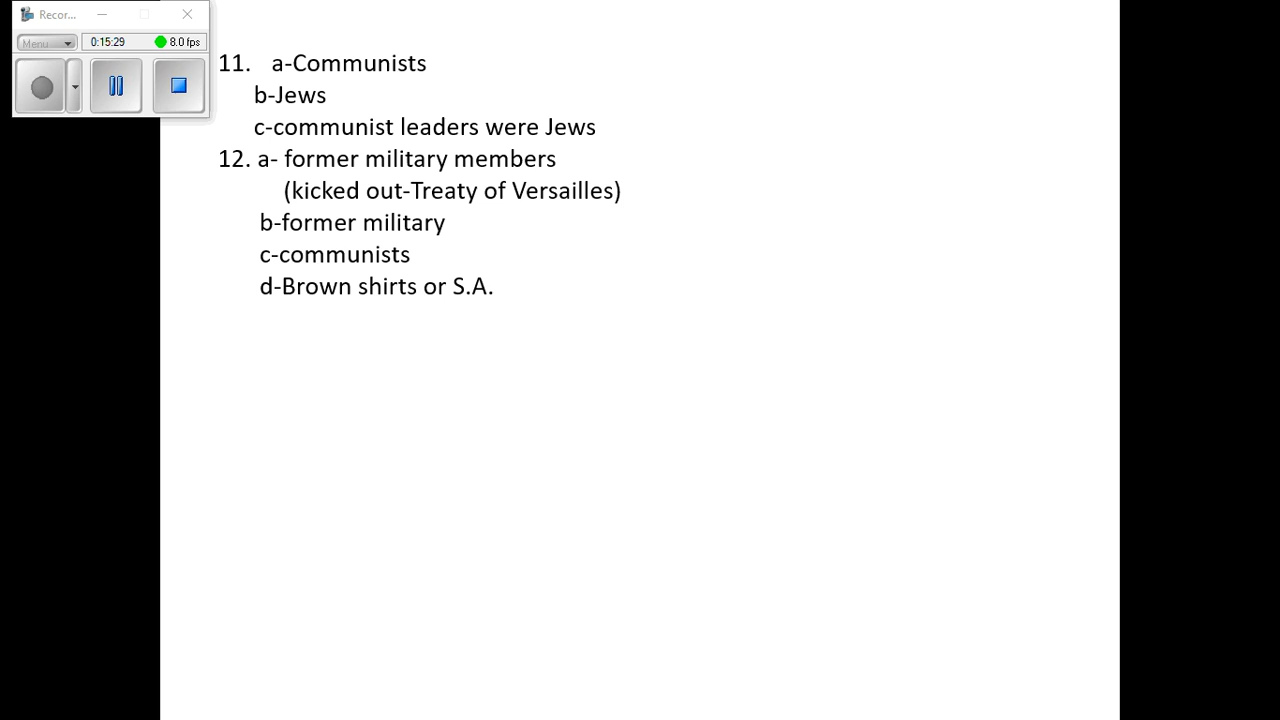 Recor...
Menu
0:15:29
8.0 fps
11. a-Communists
b-Jews
c-communist leaders were Jews
12. a- former military members
(kicked out-Treaty of Versailles)
b-former military
c-communists
d-Brown shirts or S.A.